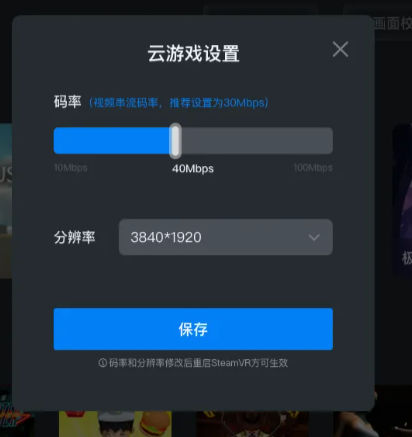 画面校
云游戏设置
码率 (视频串流码率，推荐设置为30Mbps)
10Mbps 40Mbps 100Mbps
分辨率 3840*1920
保存
码率和分辨率修改后重启SteamVR方可生效
极